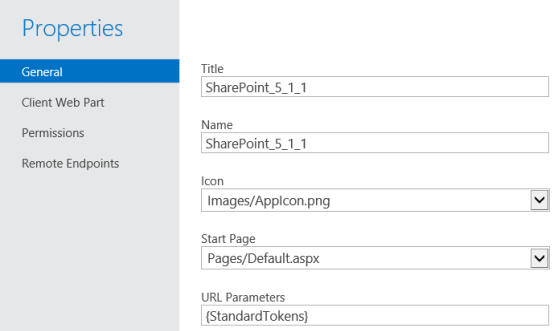 Properties
General
Client Web Part
Permissions
Remote Endpoints
Title
SharePoint_5_1_1
Name
SharePoint_5_1_1
Icon
Images/AppIcon.png
Start Page
Pages/Default.aspx
URL Parameters
{StandardTokens}